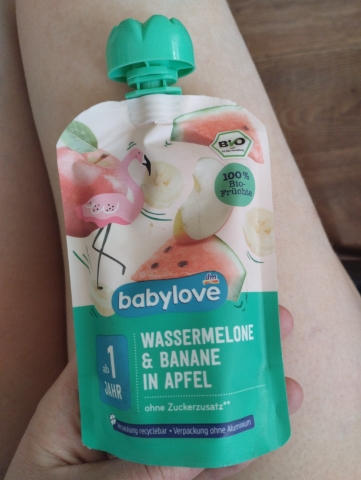 BIO
100%
Bio-
Früchte
dm
babylove
ab
1
JAHR
WASSERMELONE
& BANANE
IN APFEL
ohne Zuckerzusatz**
Verpackung recyclebar • Verpackung ohne Aluminium